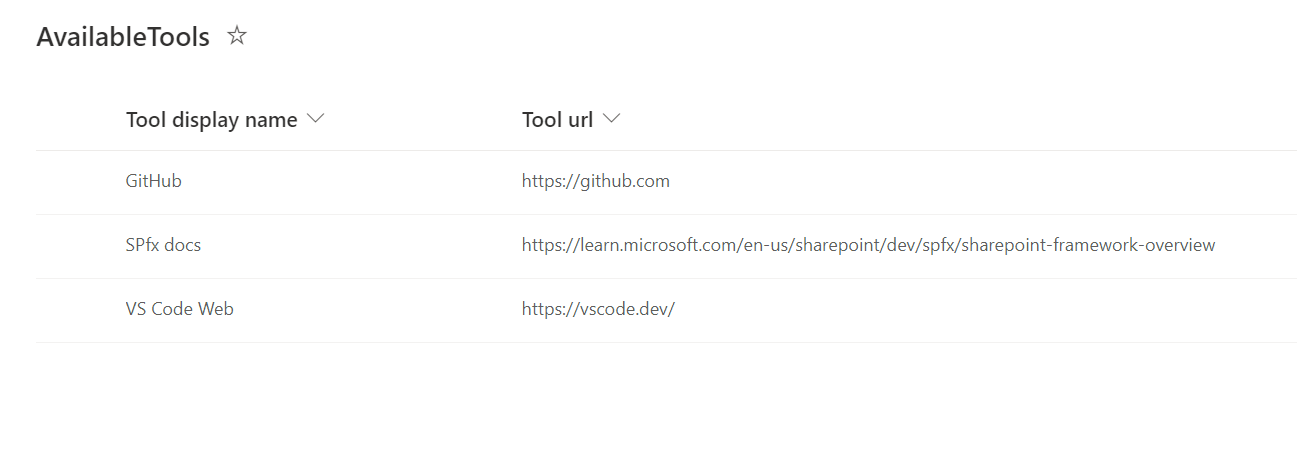 AvailableTools
Tool display name Tool url
GitHub https://github.com
SPfx docs https://learn.microsoft.com/en-us/sharepoint/dev/spfx/sharepoint-framework-overview
VS Code Web https://vscode.dev/